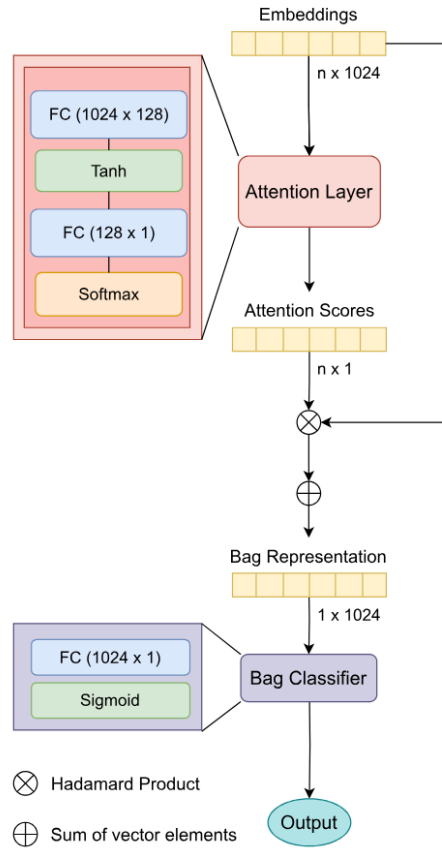 Embeddings
n x 1024
FC (1024 x 128)
Tanh
FC (128 x 1)
Softmax
Attention Layer
Attention Scores
n x 1
Bag Representation
1 x 1024
FC (1024 x 1)
Sigmoid
Bag Classifier
Hadamard Product
Sum of vector elements
Output